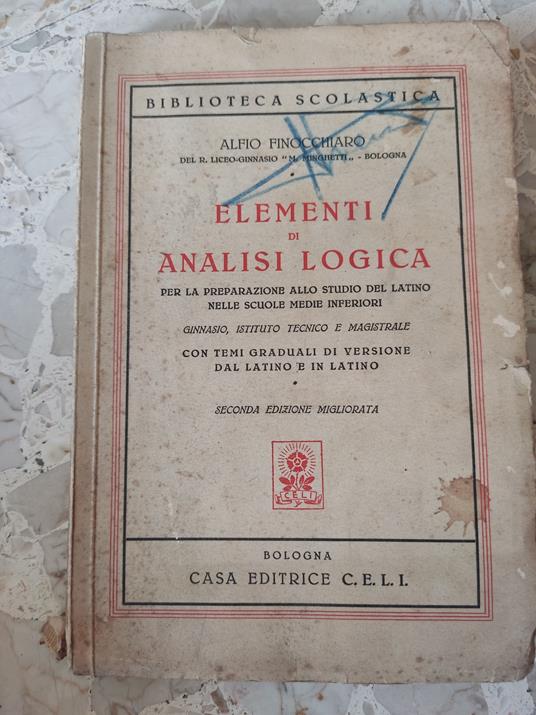 BIBLIOTECA SCOLASTICA
ALFIO FINOCCHIARO
DEL R. LICEO-GINNASIO "M. MINGHETTI„ - BOLOGNA
ELEMENTI
DI
ANALISI LOGICA
PER LA PREPARAZIONE ALLO STUDIO DEL LATINO
NELLE SCUOLE MEDIE INFERIORI
GINNASIO, ISTITUTO TECNICO E MAGISTRALE
CON TEMI GRADUALI DI VERSIONE
DAL LATINO E IN LATINO
SECONDA EDIZIONE MIGLIORATA
CELI
BOLOGNA
CASA EDITRICE C.E.L.I.